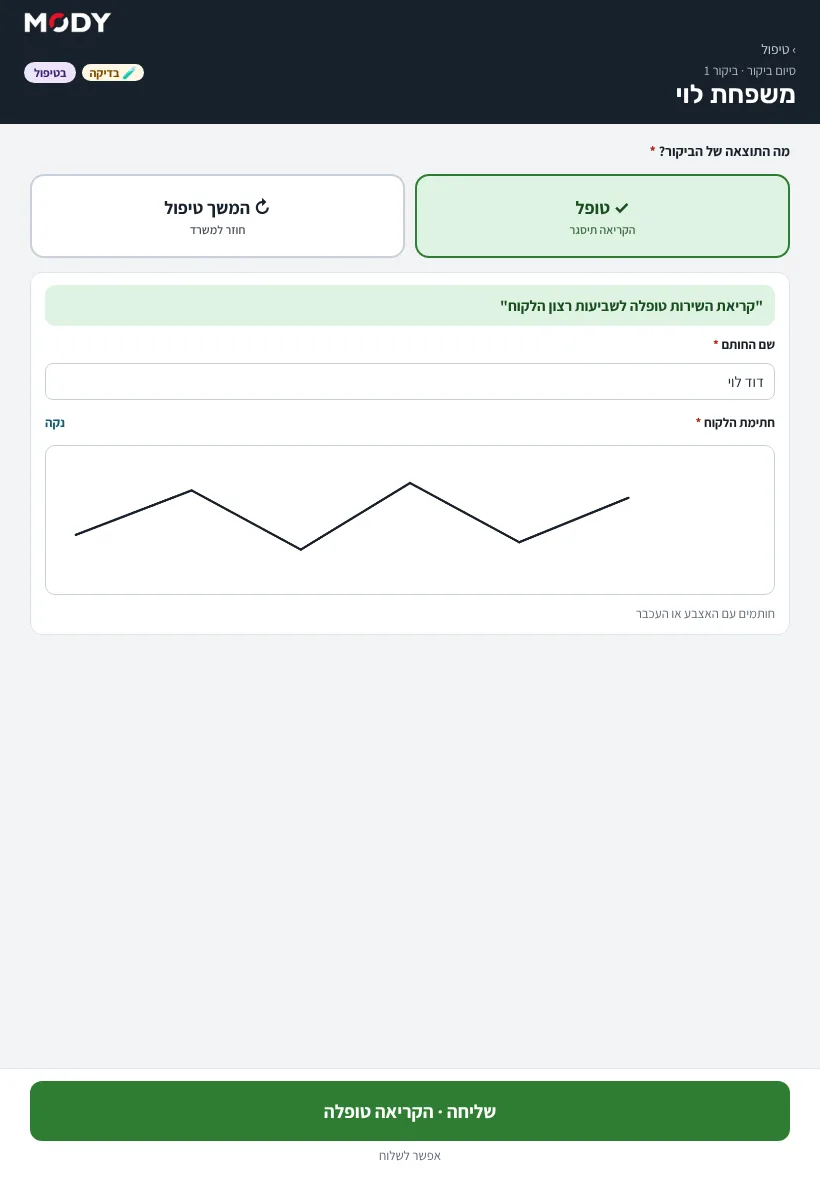 MODY
› טיפול
סיום ביקור · ביקור 1
משפחת לוי
🧪 בדיקה
בטיפול
מה התוצאה של הביקור? *
✓ טופל
הקריאה תיסגר
↻ המשך טיפול
חוזר למשרד
"קריאת השירות טופלה לשביעות רצון הלקוח"
שם החותם *
דוד לוי
חתימת הלקוח *
נקה
חותמים עם האצבע או העכבר
שליחה · הקריאה טופלה
אפשר לשלוח